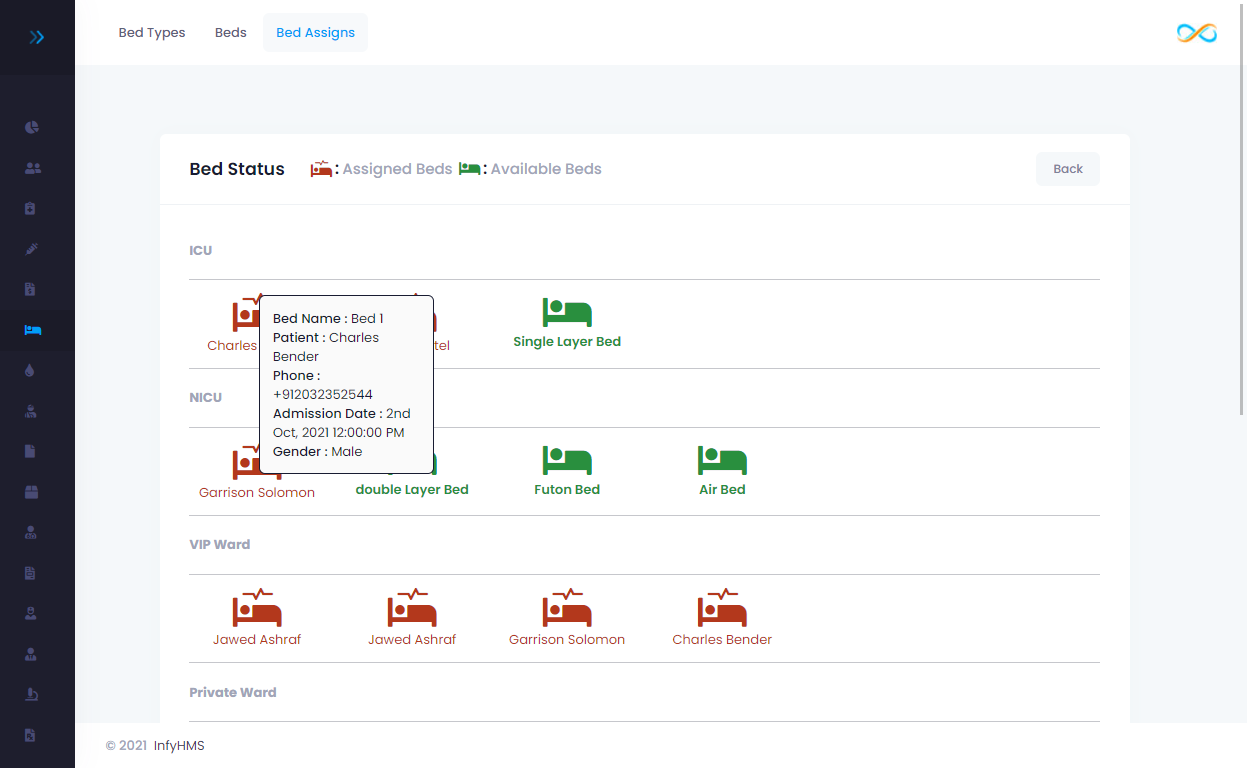 Bed Types Beds Bed Assigns
Bed Status : Assigned Beds : Available Beds Back
ICU
Charles
tel
Single Layer Bed
Bed Name : Bed 1
Patient : Charles
Bender
Phone :
+912032352544
Admission Date : 2nd
Oct, 2021 12:00:00 PM
Gender : Male
NICU
Garrison Solomon double Layer Bed Futon Bed Air Bed
VIP Ward
Jawed Ashraf Jawed Ashraf Garrison Solomon Charles Bender
Private Ward
© 2021 InfyHMS